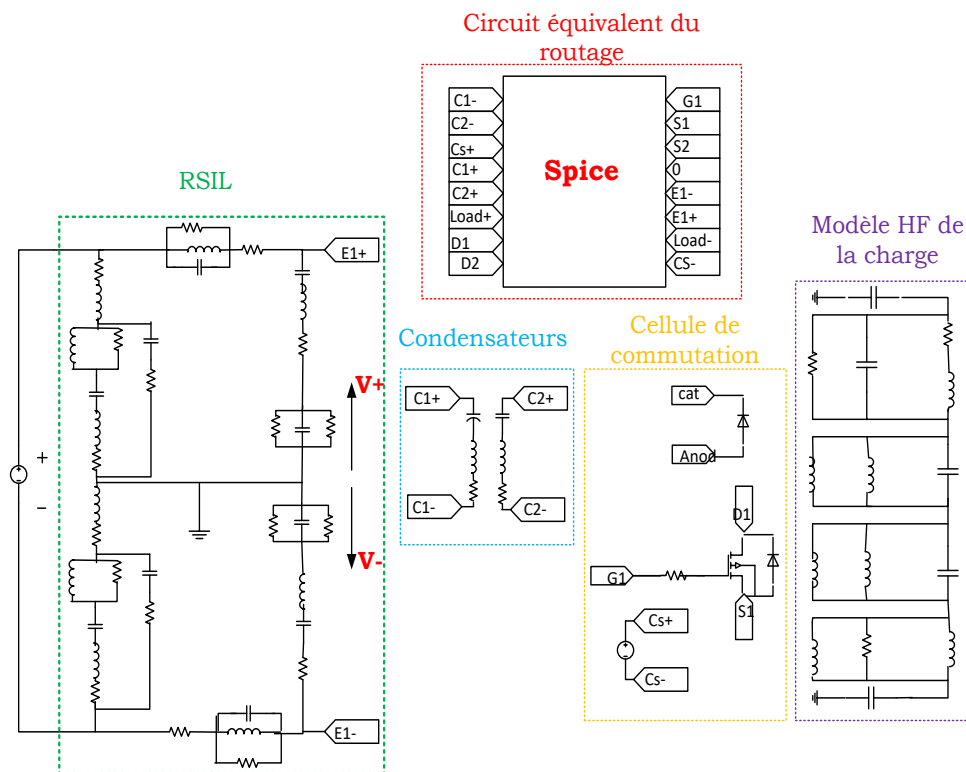 Circuit équivalent du
routage
C1-
C2-
Cs+
C1+
C2+
Load+
D1
D2
Spice
G1
S1
S2
0
E1-
E1+
Load-
CS-
RSIL
E1+
V+
V-
E1-
+
–
Condensateurs
C1+
C2+
C1-
C2-
Cellule de
commutation
cat
Anod
D1
G1
S1
Cs+
Cs-
Modèle HF de
la charge